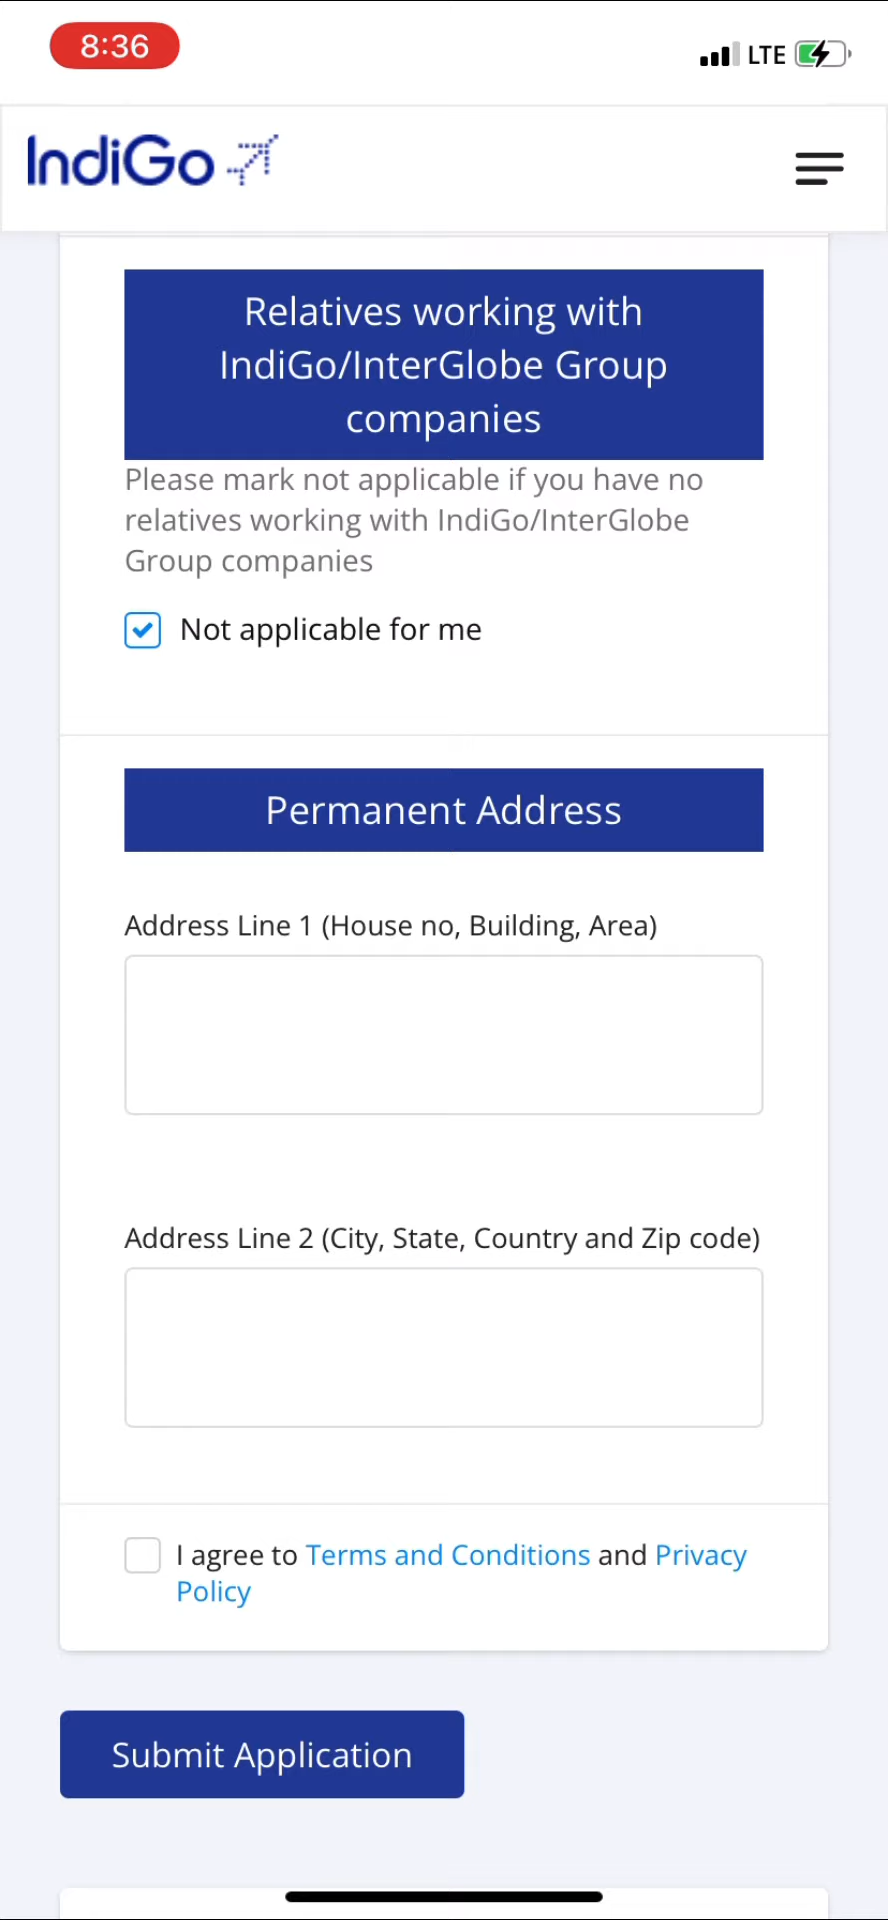 8:36
LTE
IndiGo
Relatives working with
IndiGo/InterGlobe Group
companies
Please mark not applicable if you have no
relatives working with IndiGo/InterGlobe
Group companies
Not applicable for me
Permanent Address
Address Line 1 (House no, Building, Area)
Address Line 2 (City, State, Country and Zip code)
I agree to Terms and Conditions and Privacy
Policy
Submit Application